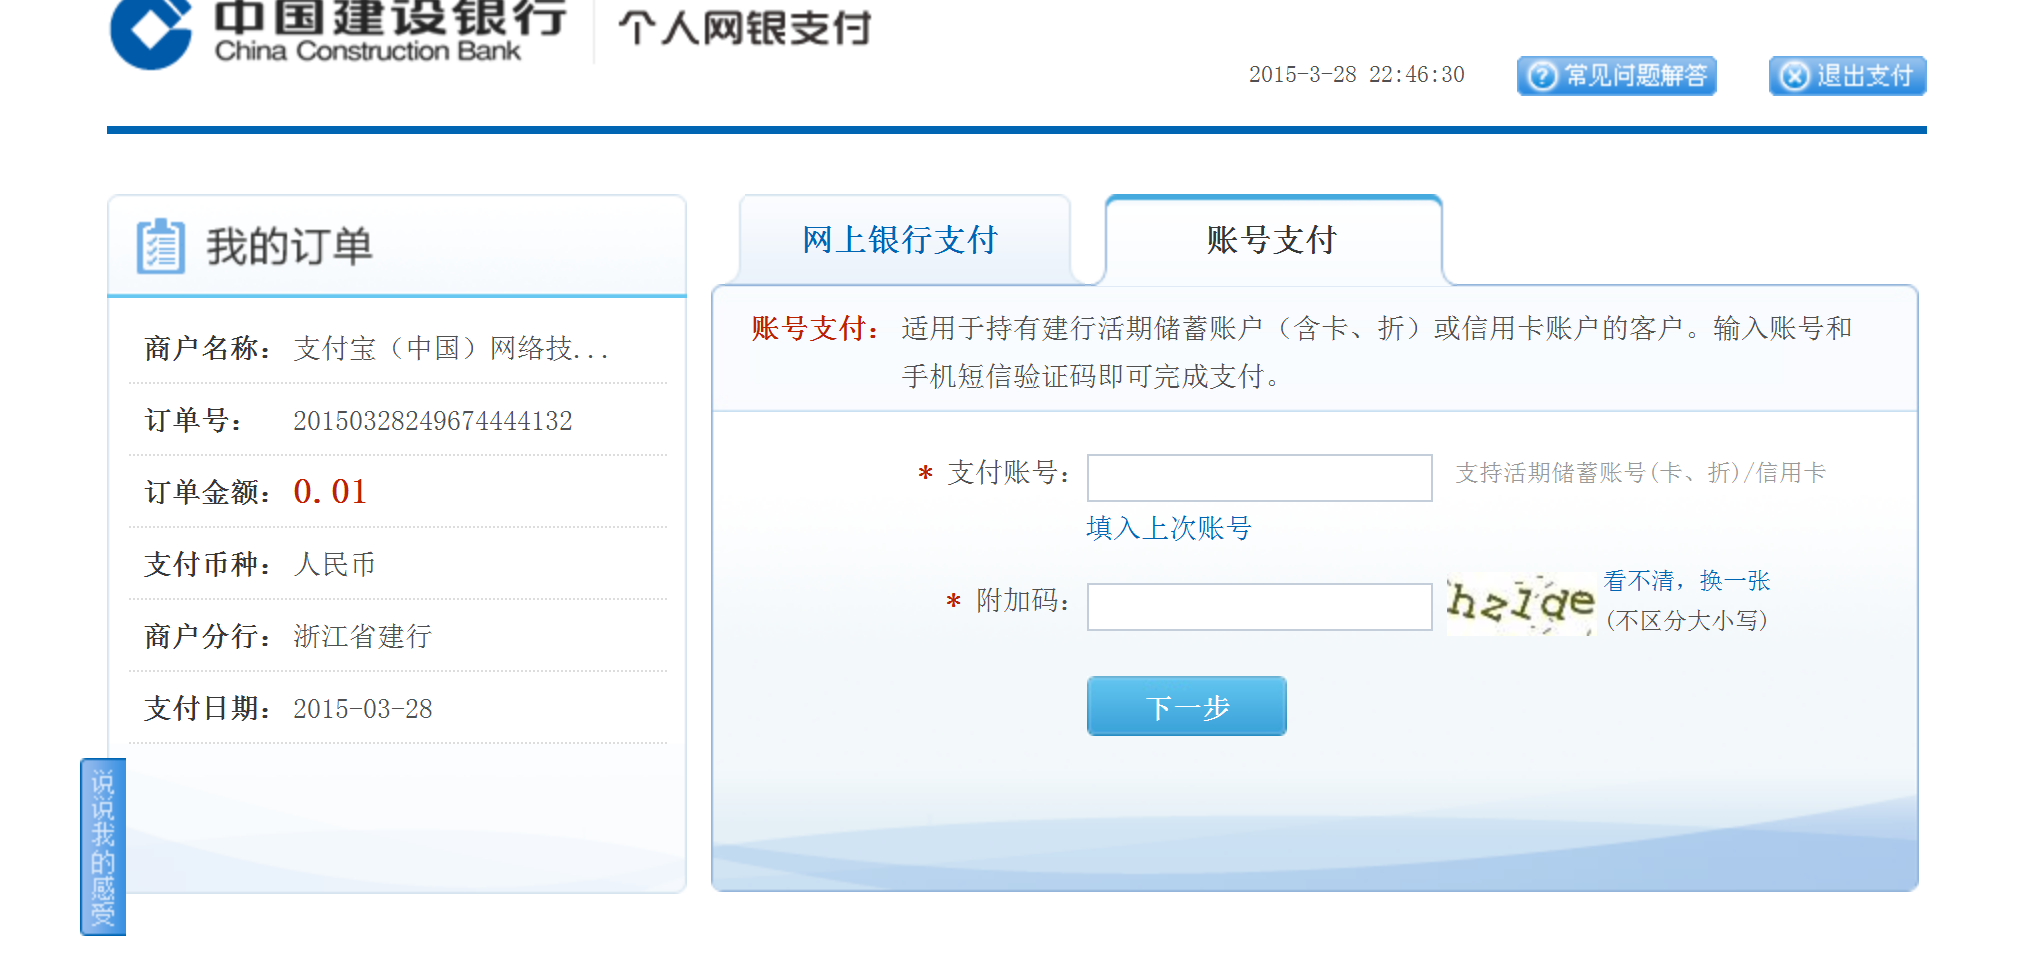 中国建设银行
China Construction Bank
个人网银支付
2015-3-28 22:46:30
常见问题解答
退出支付
我的订单
商户名称： 支付宝（中国）网络技...
订单号： 20150328249674444132
订单金额： 0.01
支付币种： 人民币
商户分行： 浙江省建行
支付日期： 2015-03-28
说说我的感受
网上银行支付
账号支付
账号支付： 适用于持有建行活期储蓄账户（含卡、折）或信用卡账户的客户。输入账号和
手机短信验证码即可完成支付。
* 支付账号： 支持活期储蓄账号(卡、折)/信用卡
填入上次账号
* 附加码： hzlde 看不清，换一张
(不区分大小写)
下一步